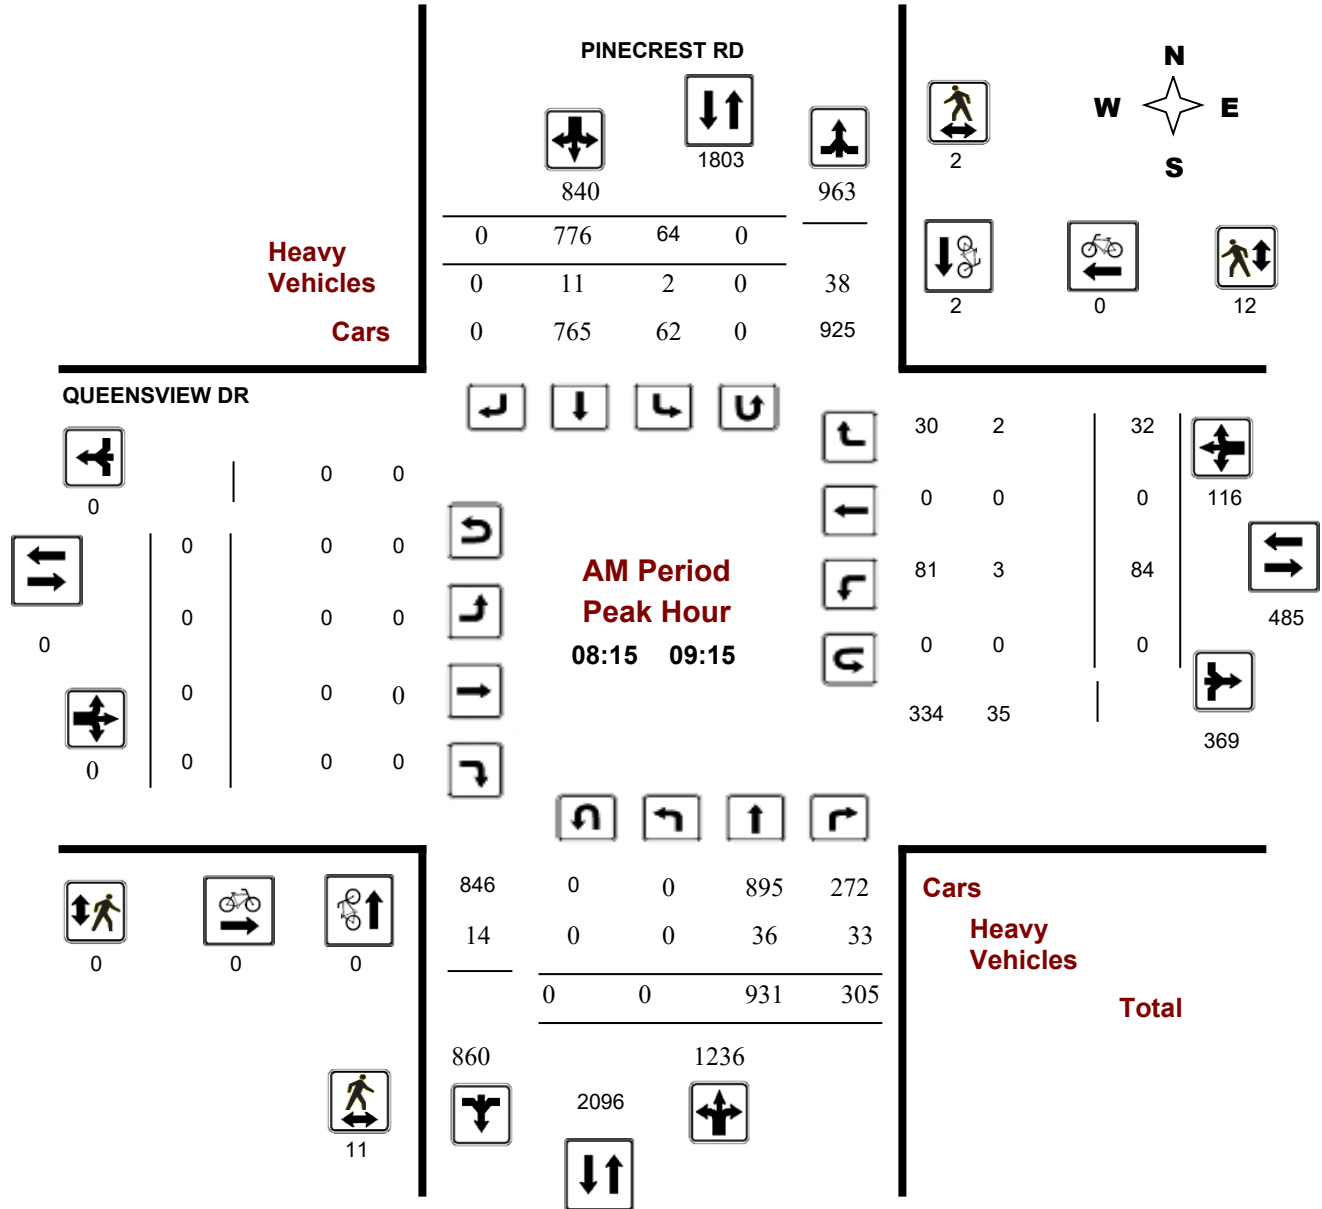 PINECREST RD
N
W E
S
1803
2
840 963
0 776 64 0
Heavy
Vehicles 0 11 2 0 38
Cars 0 765 62 0 925
2 0 12
QUEENSVIEW DR
30 2 32
0 0 0
0 0 0 116
0 0 0
AM Period
81 3 84
Peak Hour
0 0 0 485
08:15 09:15
0 0 0 0
0 0 0
334 35
369
0 0 0 0
846 0 0 895 272
Cars
14 0 0 36 33
Heavy
Vehicles
0 0 0
0 0 931 305
Total
860 1236
2096
11